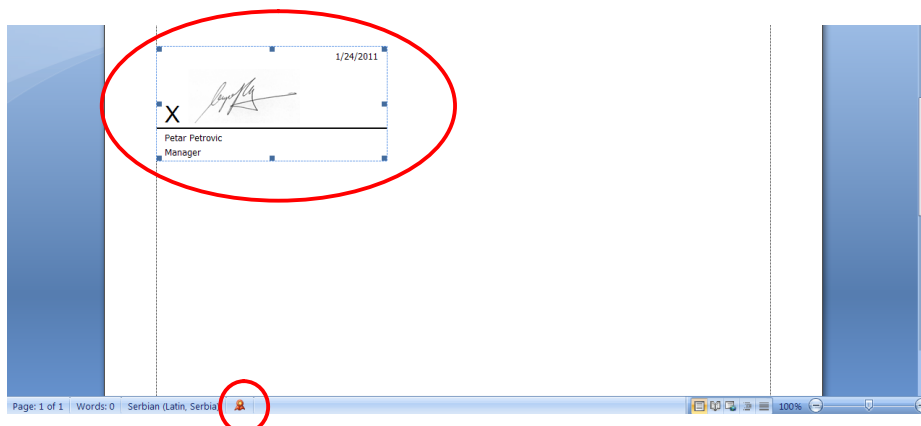 1/24/2011
X
Petar Petrovic
Manager
Page: 1 of 1 Words: 0 Serbian (Latin, Serbia) 100%